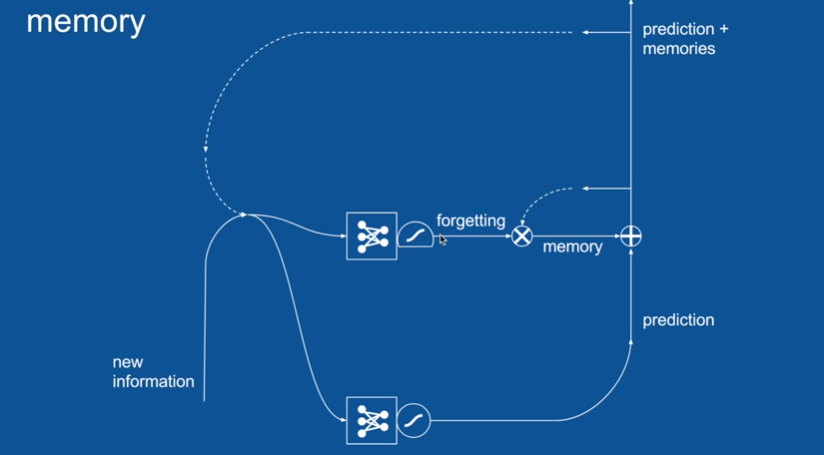 memory
prediction +
memories
forgetting
memory
prediction
new
information